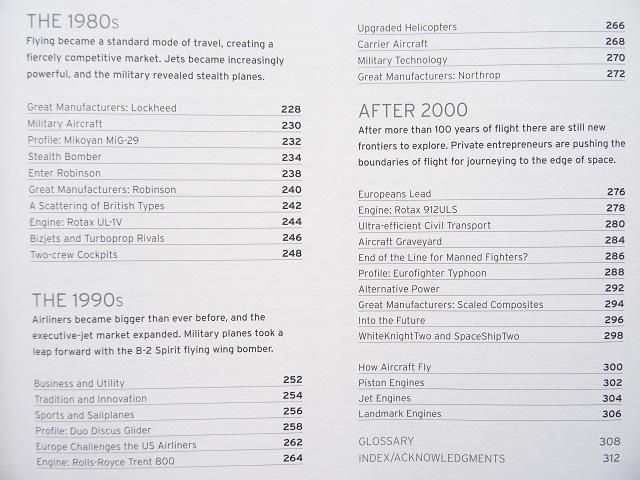 THE 1980s
Flying became a standard mode of travel, creating a
fiercely competitive market. Jets became increasingly
powerful, and the military revealed stealth planes.
Great Manufacturers: Lockheed 228
Military Aircraft 230
Profile: Mikoyan MiG-29 232
Stealth Bomber 234
Enter Robinson 238
Great Manufacturers: Robinson 240
A Scattering of British Types 242
Engine: Rotax UL-1V 244
Bizjets and Turboprop Rivals 246
Two-crew Cockpits 248
THE 1990s
Airliners became bigger than ever before, and the
executive-jet market expanded. Military planes took a
leap forward with the B-2 Spirit flying wing bomber.
Business and Utility 252
Tradition and Innovation 254
Sports and Sailplanes 256
Profile: Duo Discus Glider 258
Europe Challenges the US Airliners 262
Engine: Rolls-Royce Trent 800 264
Upgraded Helicopters 266
Carrier Aircraft 268
Military Technology 270
Great Manufacturers: Northrop 272
AFTER 2000
After more than 100 years of flight there are still new
frontiers to explore. Private entrepreneurs are pushing the
boundaries of flight for journeying to the edge of space.
Europeans Lead 276
Engine: Rotax 912ULS 278
Ultra-efficient Civil Transport 280
Aircraft Graveyard 284
End of the Line for Manned Fighters? 286
Profile: Eurofighter Typhoon 288
Alternative Power 292
Great Manufacturers: Scaled Composites 294
Into the Future 296
WhiteKnightTwo and SpaceShipTwo 298
How Aircraft Fly 300
Piston Engines 302
Jet Engines 304
Landmark Engines 306
GLOSSARY 308
INDEX/ACKNOWLEDGMENTS 312